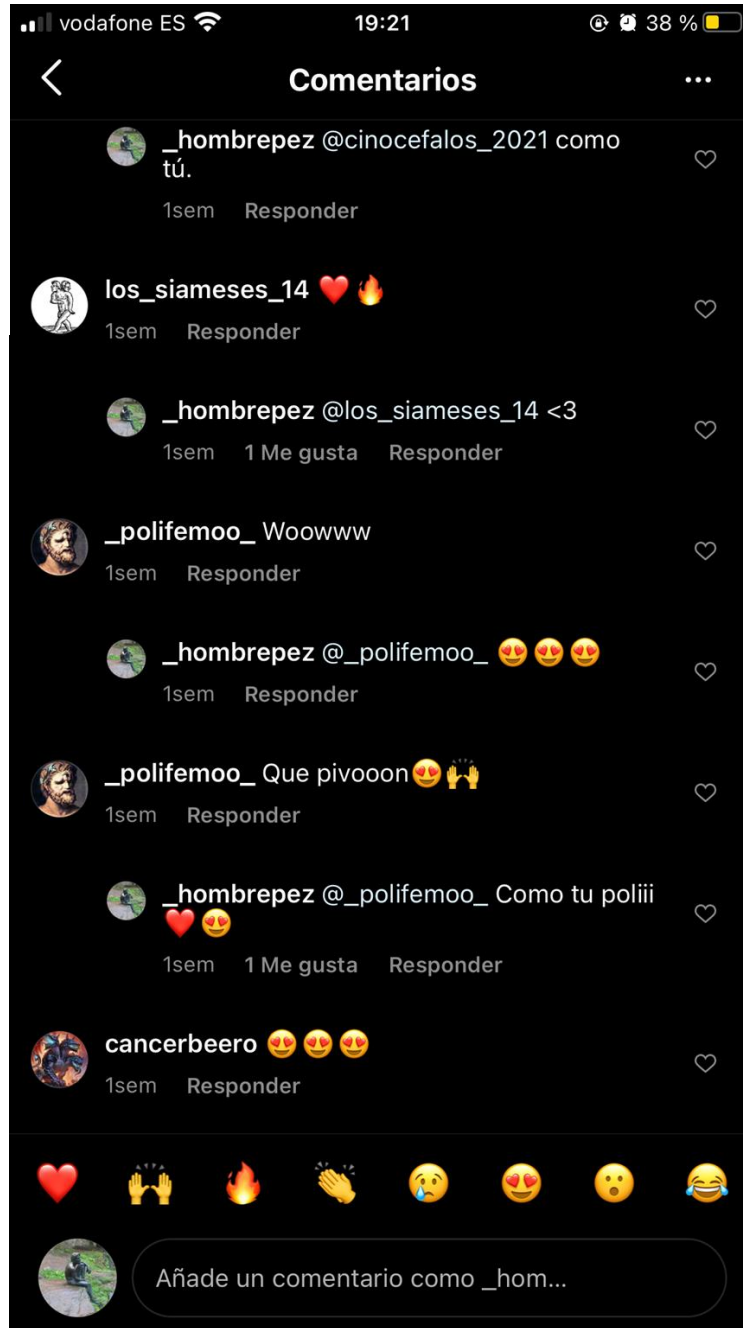 vodafone ES 19:21 38 %
Comentarios
_hombrepez @cinocefalos_2021 como
tú.
1sem Responder
los_siameses_14 ❤️🔥
1sem Responder
_hombrepez @los_siameses_14 <3
1sem 1 Me gusta Responder
_polifemoo_ Woowww
1sem Responder
_hombrepez @_polifemoo_ 😍😍😍
1sem Responder
_polifemoo_ Que pivooon😍🙌
1sem Responder
_hombrepez @_polifemoo_ Como tu poliii
❤️😍
1sem 1 Me gusta Responder
cancerbeero 😍😍😍
1sem Responder
❤️ 🙌 🔥 👏 😢 😍 😮 😂
Añade un comentario como _hom...